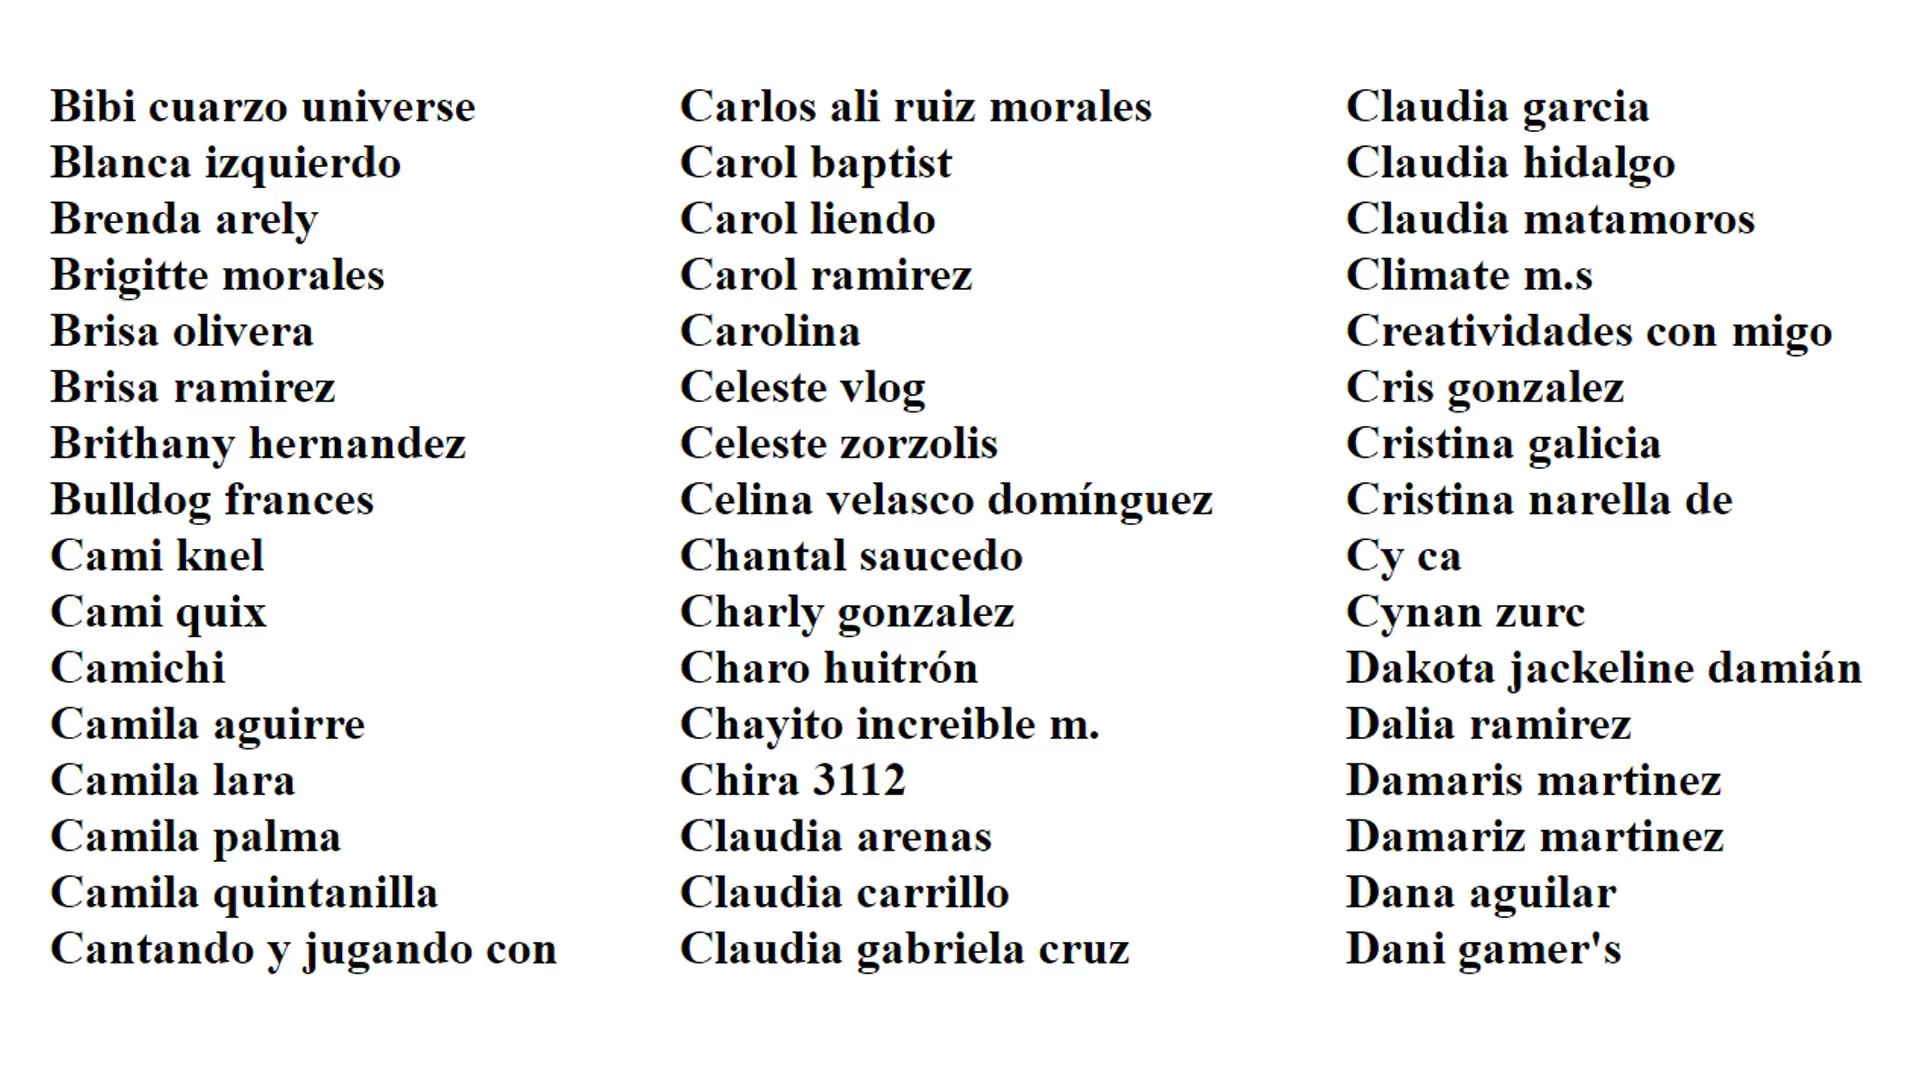 Bibi cuarzo universe
Blanca izquierdo
Brenda arely
Brigitte morales
Brisa olivera
Brisa ramirez
Brithany hernandez
Bulldog frances
Cami knel
Cami quix
Camichi
Camila aguirre
Camila lara
Camila palma
Camila quintanilla
Cantando y jugando con
Carlos ali ruiz morales
Carol baptist
Carol liendo
Carol ramirez
Carolina
Celeste vlog
Celeste zorzolis
Celina velasco domínguez
Chantal saucedo
Charly gonzalez
Charo huitrón
Chayito increible m.
Chira 3112
Claudia arenas
Claudia carrillo
Claudia gabriela cruz
Claudia garcia
Claudia hidalgo
Claudia matamoros
Climate m.s
Creatividades con migo
Cris gonzalez
Cristina galicia
Cristina narella de
Cy ca
Cynan zurc
Dakota jackeline damián
Dalia ramirez
Damaris martinez
Damariz martinez
Dana aguilar
Dani gamer's